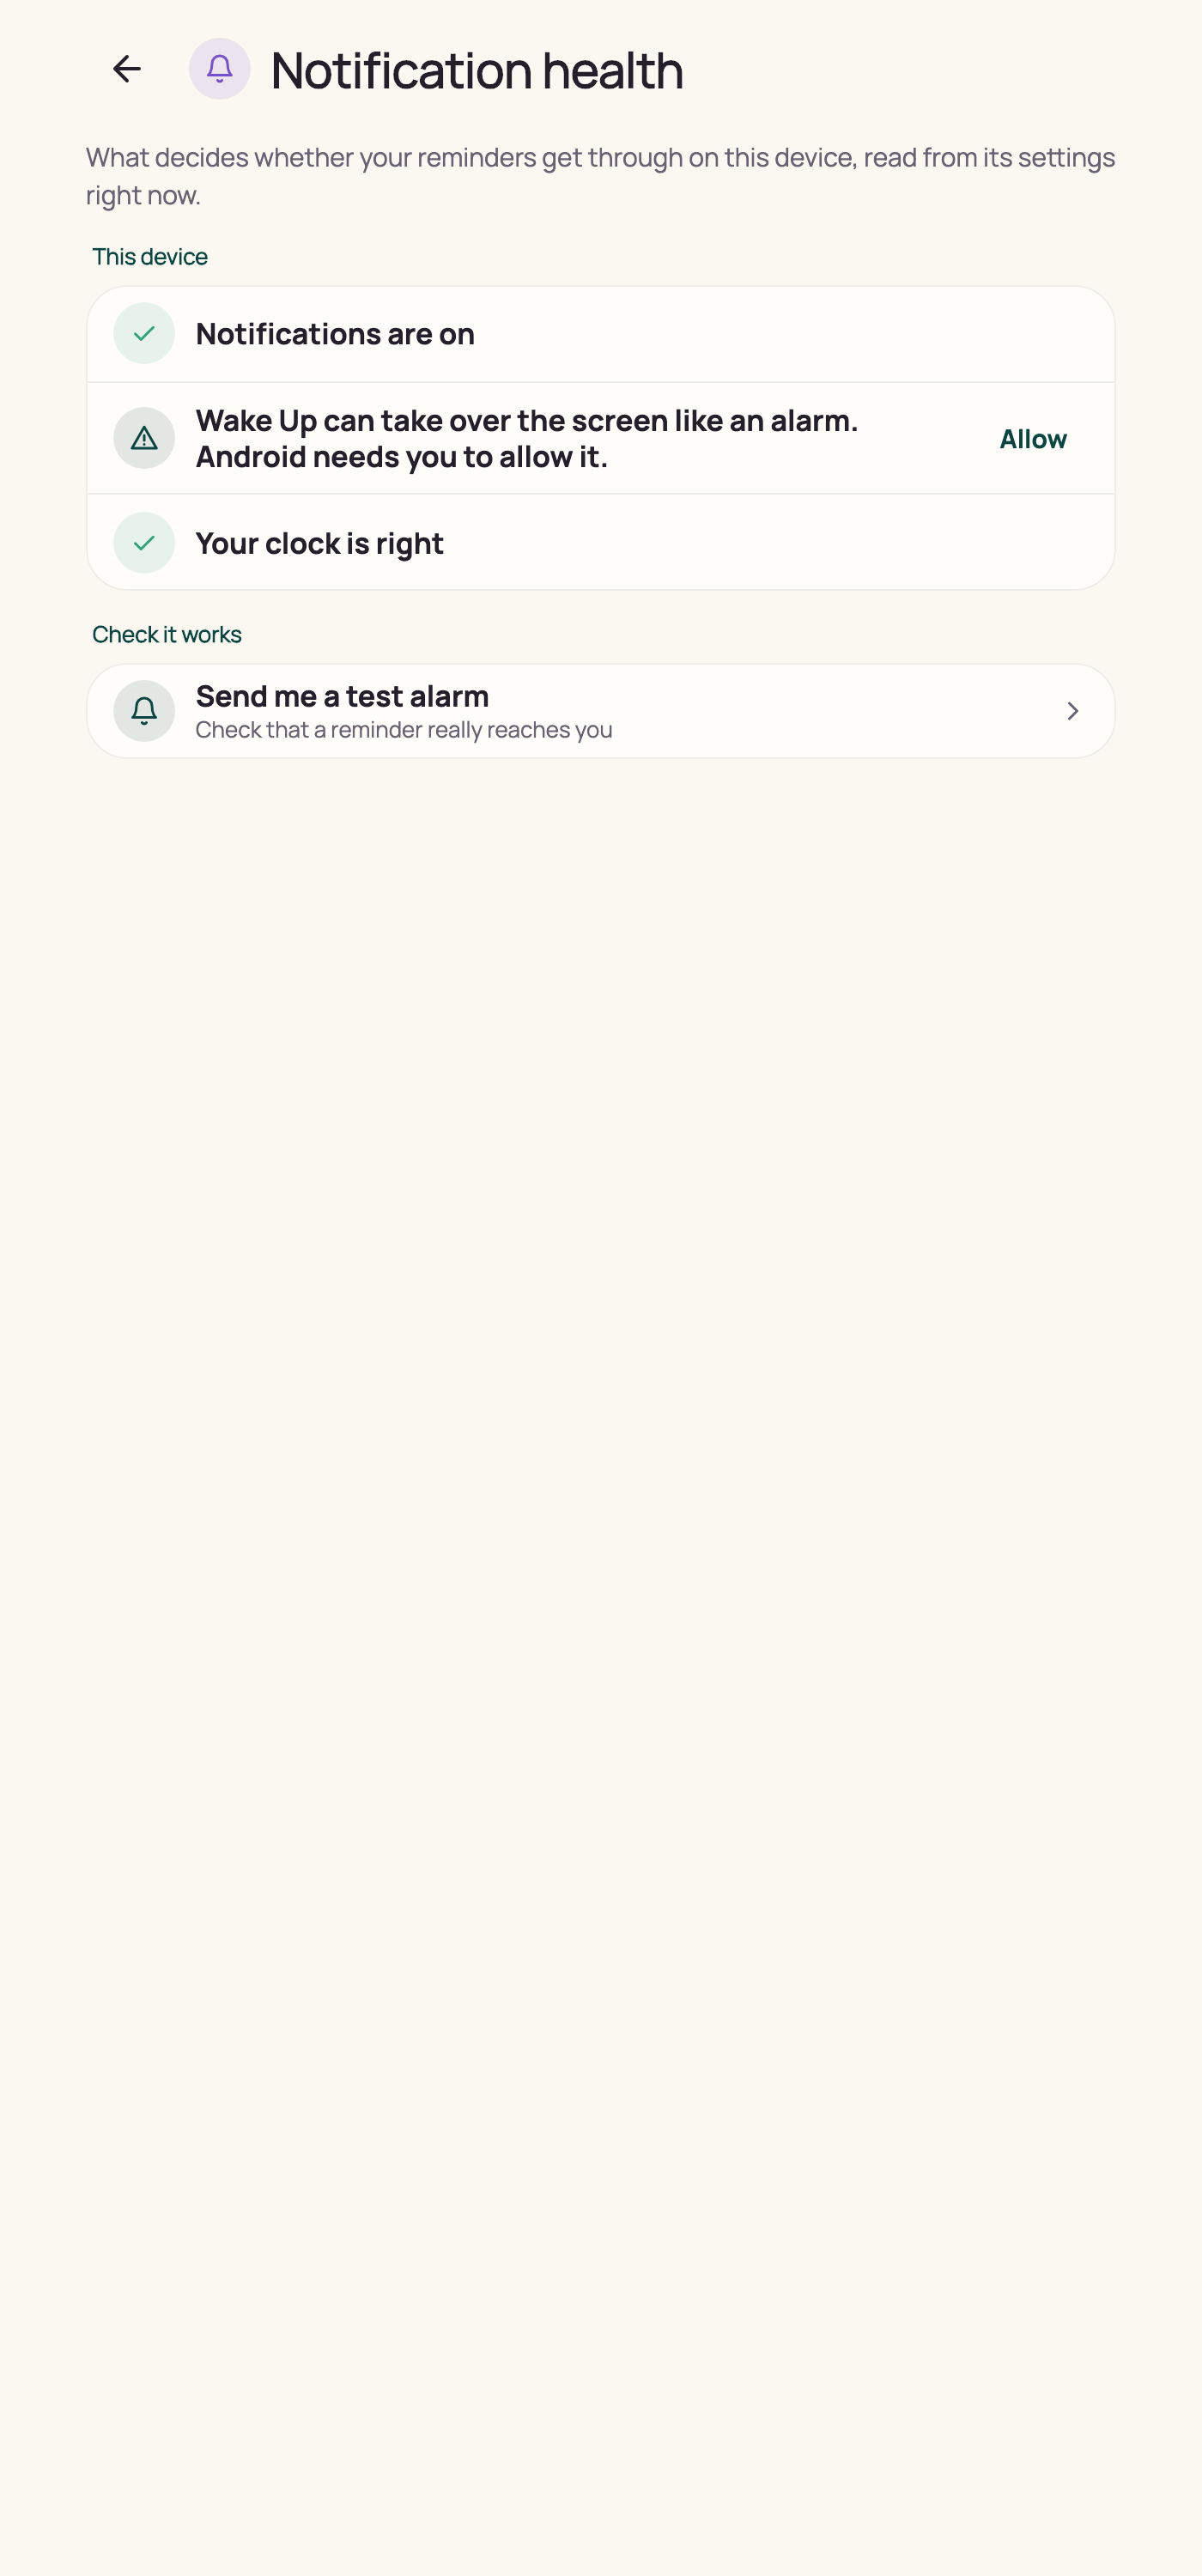 Notification health
What decides whether your reminders get through on this device, read from its settings
right now.
This device
Notifications are on
Wake Up can take over the screen like an alarm.
Android needs you to allow it.
Allow
Your clock is right
Check it works
Send me a test alarm
Check that a reminder really reaches you